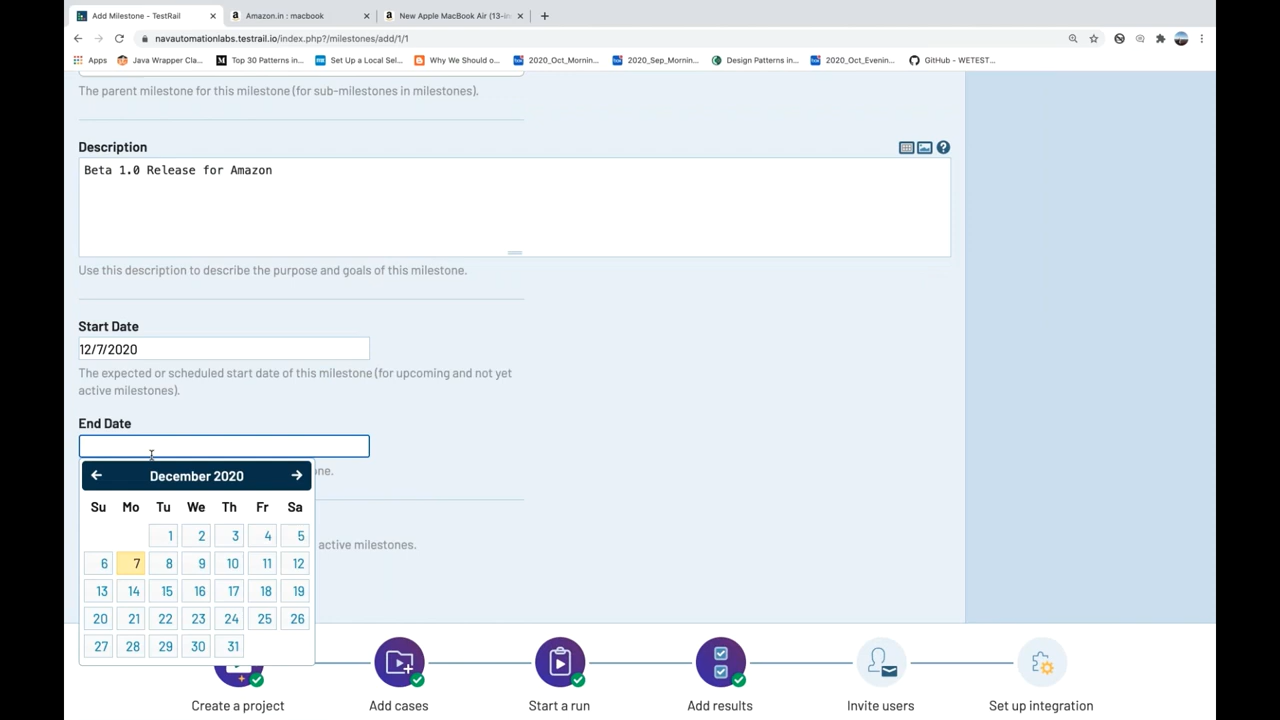 Add Milestone - TestRail
Amazon.in : macbook
New Apple MacBook Air (13-in
navautomationlabs.testrail.io/index.php?/milestones/add/1/1
Apps
Java Wrapper Cla...
Top 30 Patterns in...
Set Up a Local Sel...
Why We Should o...
2020_Oct_Mornin...
2020_Sep_Mornin...
Design Patterns in...
2020_Oct_Evenin...
GitHub - WETEST...
The parent milestone for this milestone (for sub-milestones in milestones).
Description
Beta 1.0 Release for Amazon
Use this description to describe the purpose and goals of this milestone.
Start Date
12/7/2020
The expected or scheduled start date of this milestone (for upcoming and not yet
active milestones).
End Date
December 2020
one.
Su Mo Tu We Th Fr Sa
1 2 3 4 5
6 7 8 9 10 11 12
active milestones.
13 14 15 16 17 18 19
20 21 22 23 24 25 26
27 28 29 30 31
Create a project
Add cases
Start a run
Add results
Invite users
Set up integration